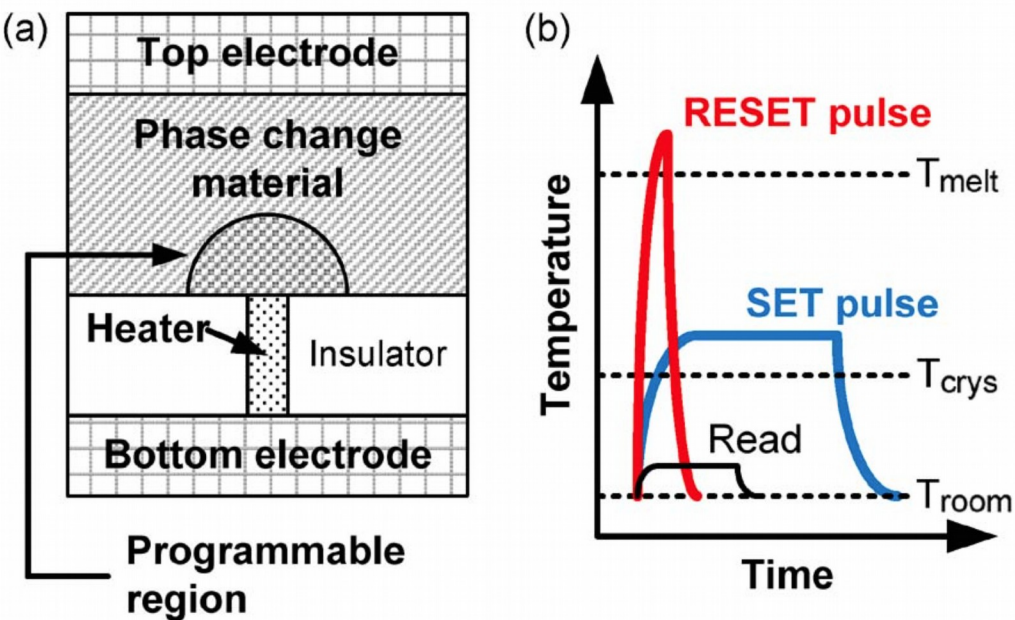 (a)
Top electrode
Phase change
material
Heater
Insulator
Bottom electrode
Programmable
region
(b)
RESET pulse
Tmelt
SET pulse
Tcrys
Read
Troom
Temperature
Time